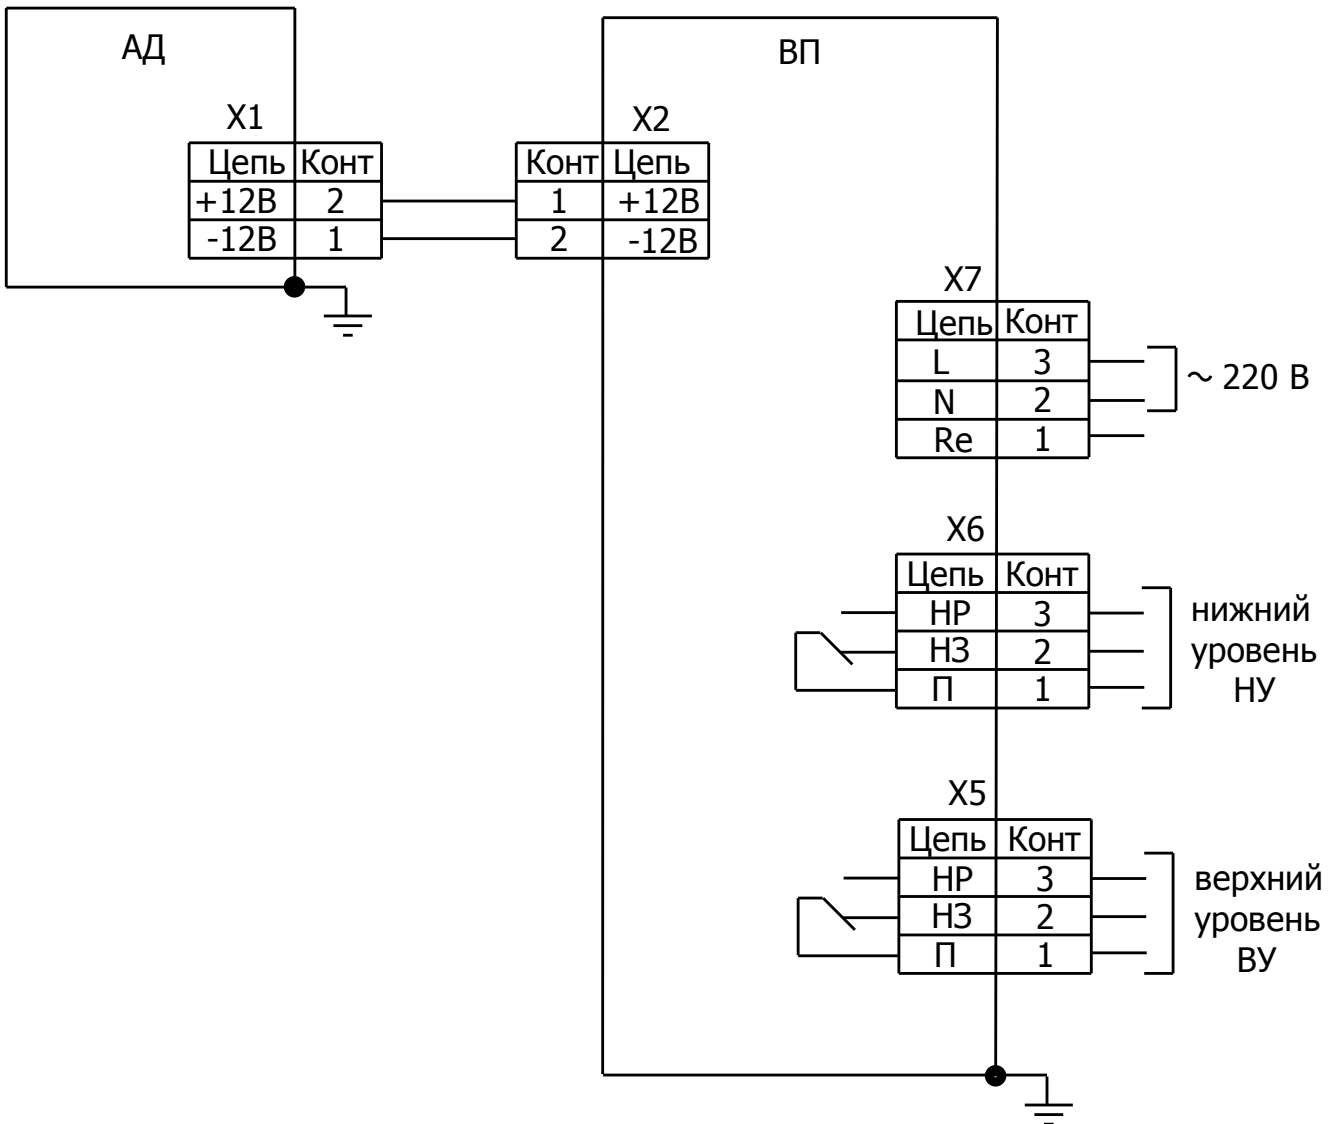 АД
ВП
X1
X2
Цепь Конт
Конт Цепь
+12В 2
1 +12В
-12В 1
2 -12В
X7
Цепь Конт
L 3
N 2
Re 1
~ 220 В
X6
Цепь Конт
НР 3
НЗ 2
П 1
нижний
уровень
НУ
X5
Цепь Конт
НР 3
НЗ 2
П 1
верхний
уровень
ВУ